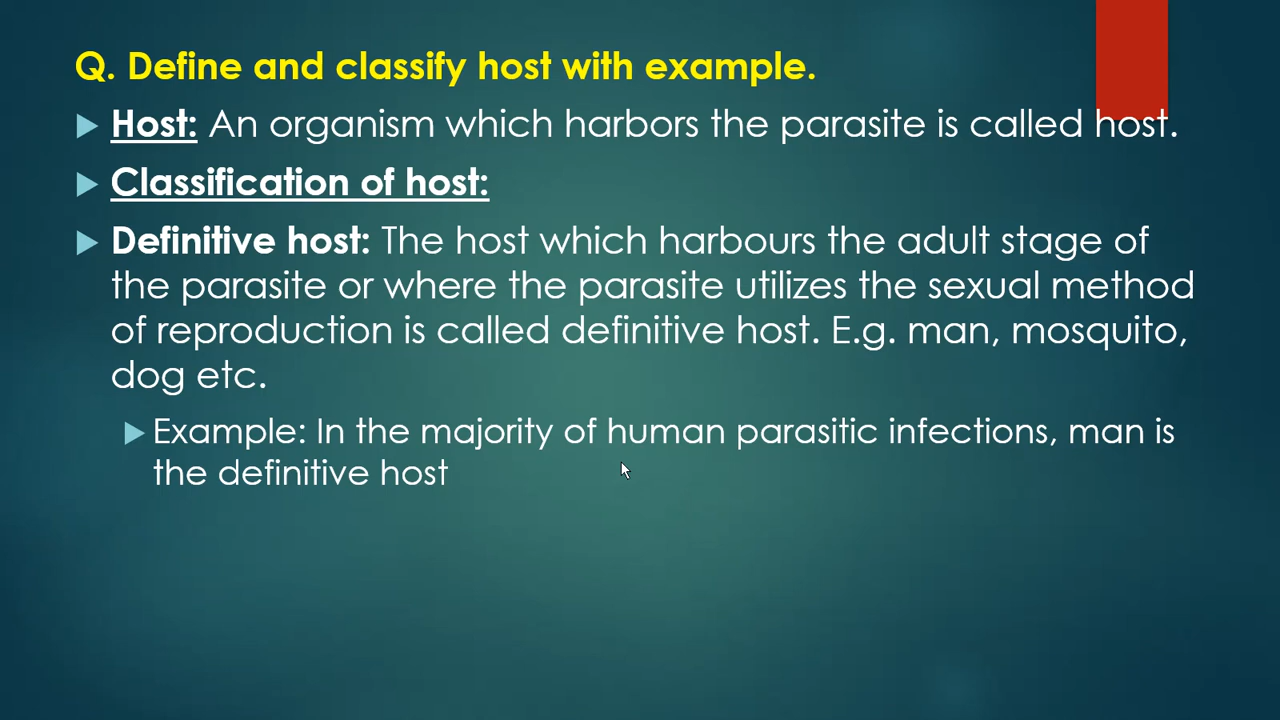 Q. Define and classify host with example.
Host: An organism which harbors the parasite is called host.
Classification of host:
Definitive host: The host which harbours the adult stage of
the parasite or where the parasite utilizes the sexual method
of reproduction is called definitive host. E.g. man, mosquito,
dog etc.
Example: In the majority of human parasitic infections, man is
the definitive host